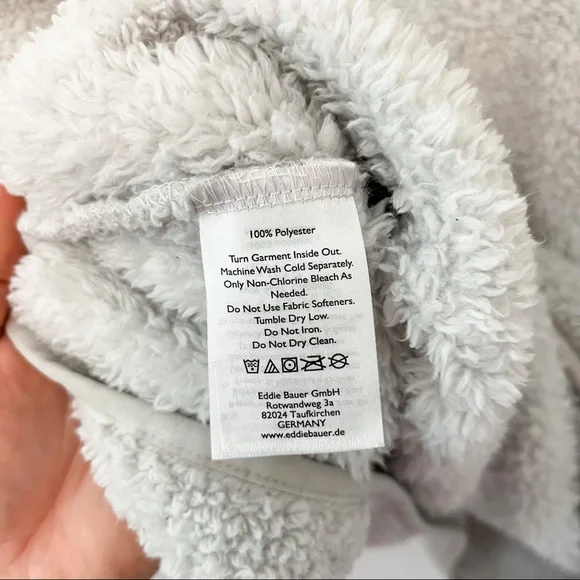 100% Polyester
Turn Garment Inside Out.
Machine Wash Cold Separately.
Only Non-Chlorine Bleach As
Needed.
Do Not Use Fabric Softeners.
Tumble Dry Low.
Do Not Iron.
Do Not Dry Clean.
Eddie Bauer GmbH
Rotwandweg 3a
82024 Taufkirchen
GERMANY
www.eddiebauer.de